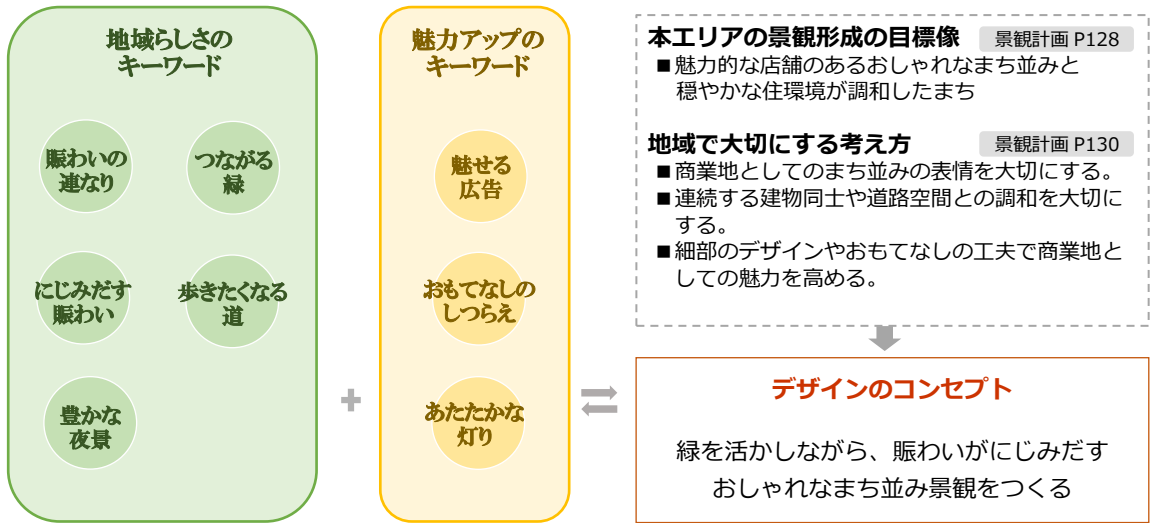 地域らしさの
キーワード
賑わいの
連なり
つながる
緑
にじみだす
賑わい
歩きたくなる
道
豊かな
夜景
+
魅力アップの
キーワード
魅せる
広告
おもてなしの
しつらえ
あたたかな
灯り
本エリアの景観形成の目標像 景観計画 P128
■魅力的な店舗のあるおしゃれなまち並みと
穏やかな住環境が調和したまち
地域で大切にする考え方 景観計画 P130
■商業地としてのまち並みの表情を大切にする。
■連続する建物同士や道路空間との調和を大切に
する。
■細部のデザインやおもてなしの工夫で商業地と
しての魅力を高める。
デザインのコンセプト
緑を活かしながら、賑わいがにじみだす
おしゃれなまち並み景観をつくる